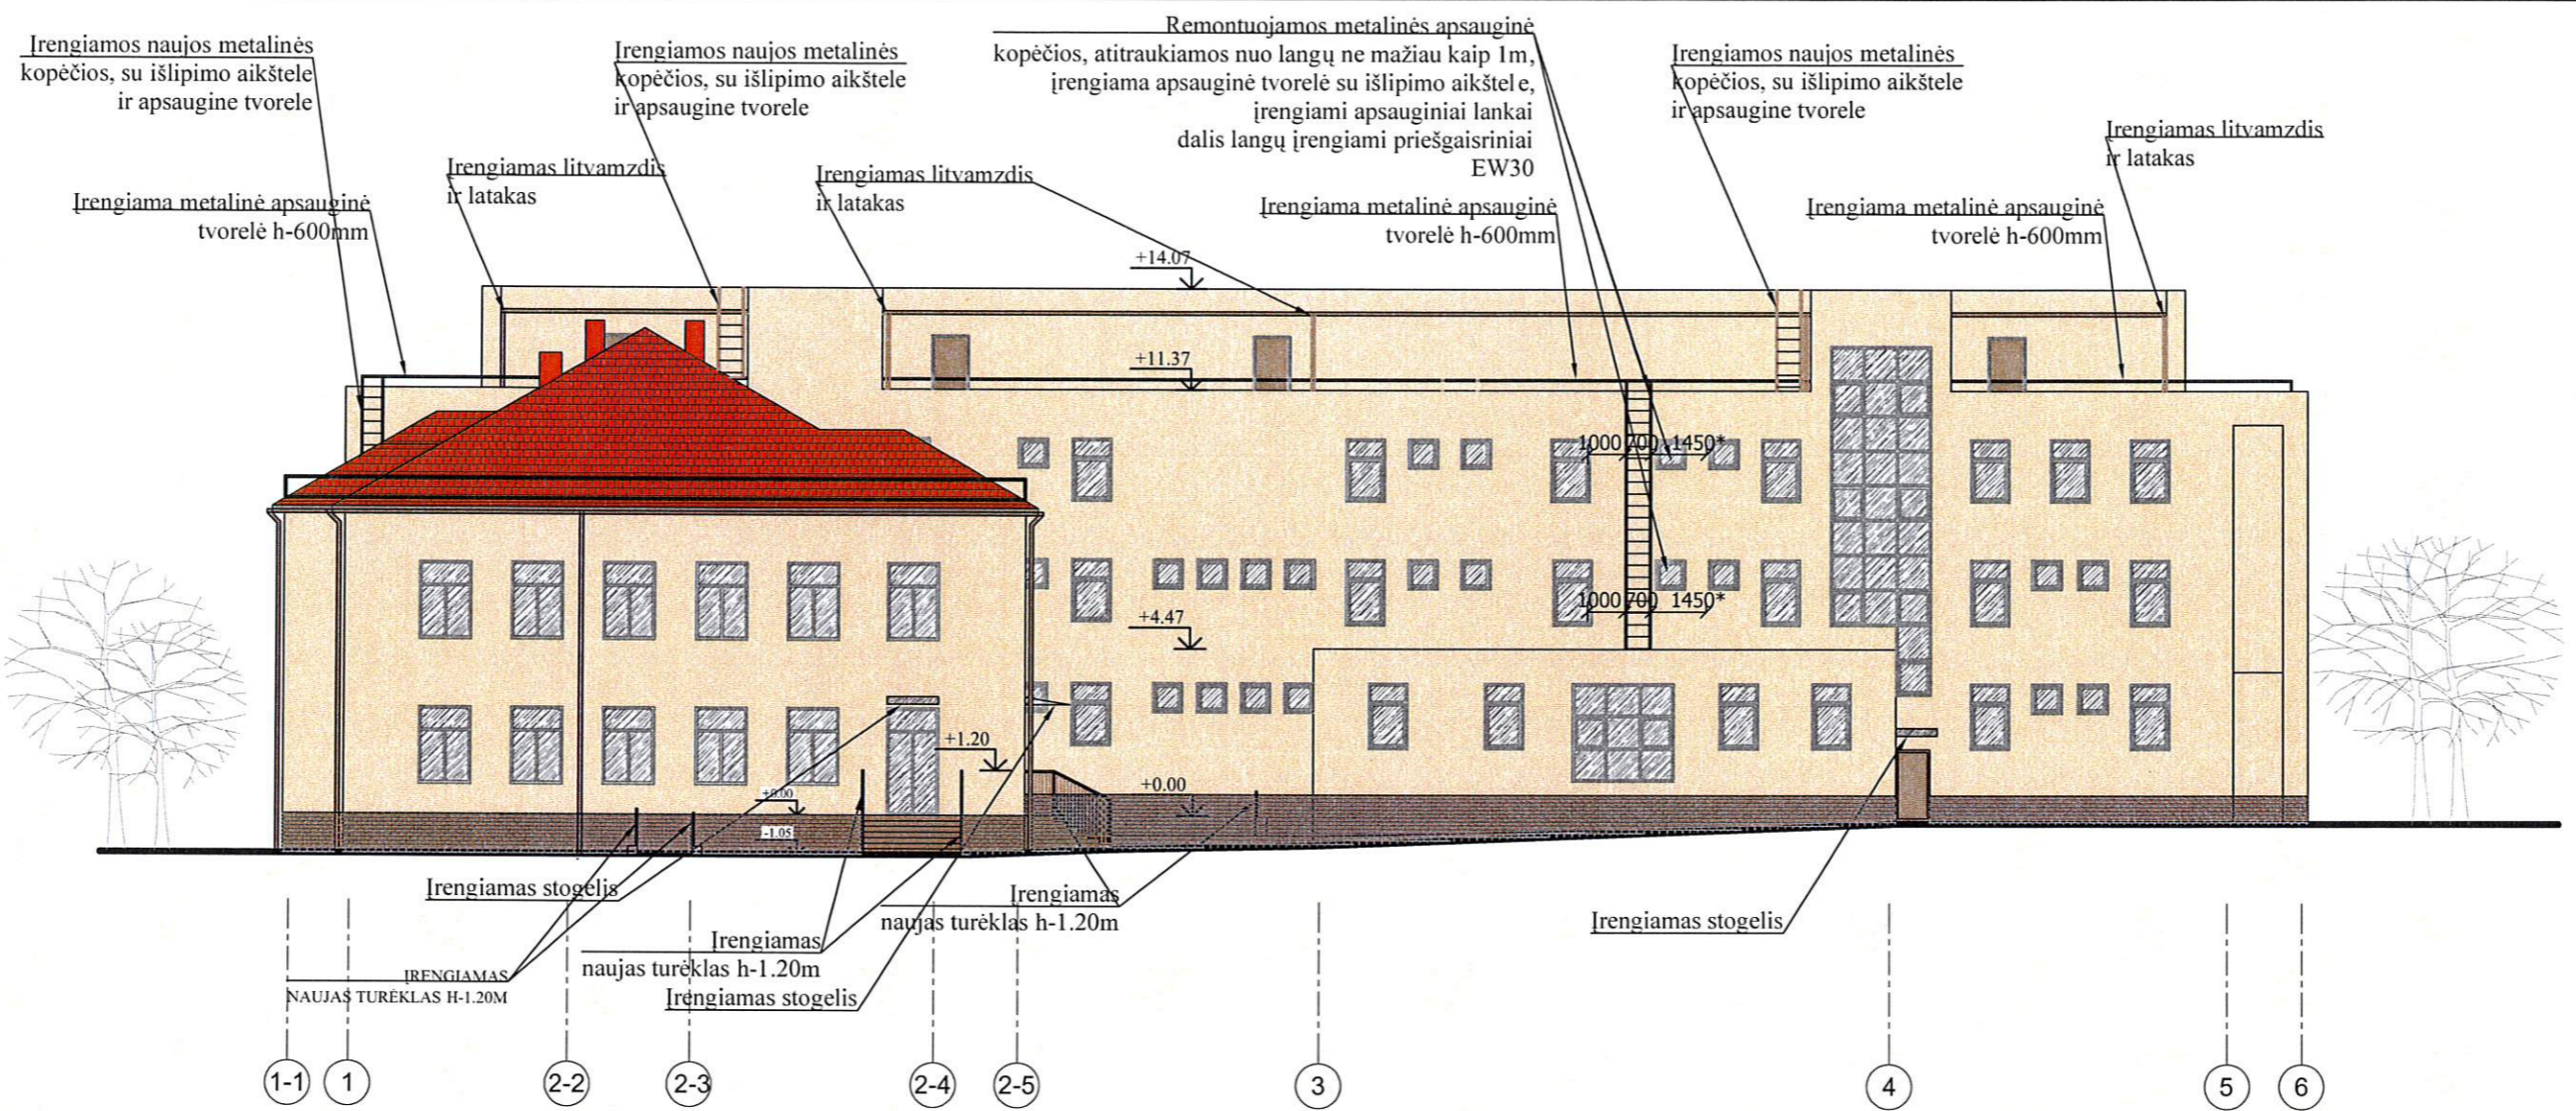 Įrengiamos naujos metalinės
kopėčios, su išlipimo aikštele
ir apsaugine tvorele
Įrengiamos naujos metalinės
kopėčios, su išlipimo aikštele
ir apsaugine tvorele
Remontuojamos metalinės apsauginė
kopėčios, atitraukiamos nuo langų ne mažiau kaip 1m,
įrengiama apsauginė tvorelė su išlipimo aikštele,
įrengiami apsauginiai lankai
dalis langų įrengiami priešgaisriniai
EW30
Įrengiamos naujos metalinės
kopėčios, su išlipimo aikštele
ir apsaugine tvorele
Įrengiamas litvamzdis
ir latakas
Įrengiamas litvamzdis
ir latakas
Įrengiamas litvamzdis
ir latakas
Įrengiama metalinė apsauginė
tvorelė h-600mm
Įrengiama metalinė apsauginė
tvorelė h-600mm
Įrengiama metalinė apsauginė
tvorelė h-600mm
+14.07
+11.37
1000 700 1450*
1000 700 1450*
+4.47
+1.20
+0.00
+0.00
-1.05
Įrengiamas stogelis
Įrengiamas
naujas turėklas h-1.20m
Įrengiamas stogelis
Įrengiamas
naujas turėklas h-1.20m
ĮRENGIAMAS
NAUJAS TURĖKLAS H-1.20M
Įrengiamas stogelis
1-1 1 2-2 2-3 2-4 2-5 3 4 5 6